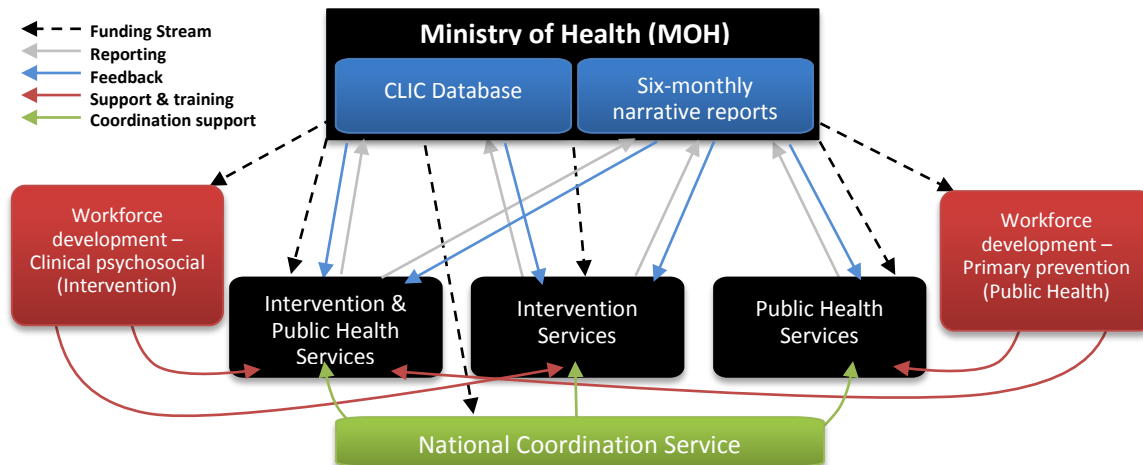 Funding Stream
Reporting
Feedback
Support & training
Coordination support
Ministry of Health (MOH)
CLIC Database
Six-monthly
narrative reports
Workforce
development –
Clinical psychosocial
(Intervention)
Workforce
development –
Primary prevention
(Public Health)
Intervention &
Public Health
Services
Intervention
Services
Public Health
Services
National Coordination Service